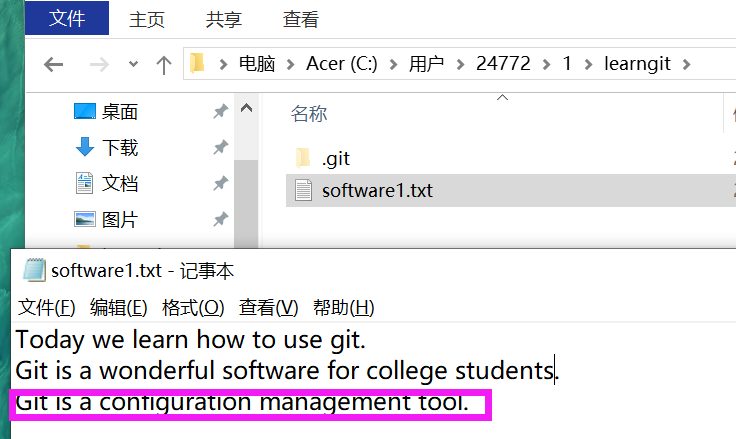 文件 主页 共享 查看
电脑 Acer (C:) 用户 24772 1 learngit
桌面
下载
文档
图片
名称
.git
software1.txt
software1.txt - 记事本
文件(F) 编辑(E) 格式(O) 查看(V) 帮助(H)
Today we learn how to use git.
Git is a wonderful software for college students.
Git is a configuration management tool.